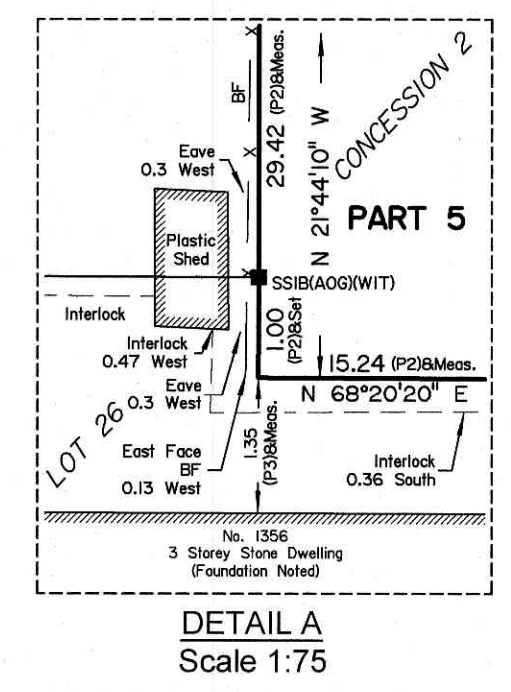 BF
29.42 (P2)&Meas.
N 21°44'10" W
CONCESSION 2
Eave
0.3 West
PART 5
Plastic
Shed
SSIB(AOG)(WIT)
Interlock
1.00
(P2)&Set
Interlock
0.47 West
15.24 (P2)&Meas.
Eave
0.3 West
N 68°20'20" E
LOT 26
1.35
(P3)&Meas.
East Face
BF
0.13 West
Interlock
0.36 South
No. 1356
3 Storey Stone Dwelling
(Foundation Noted)
DETAIL A
Scale 1:75